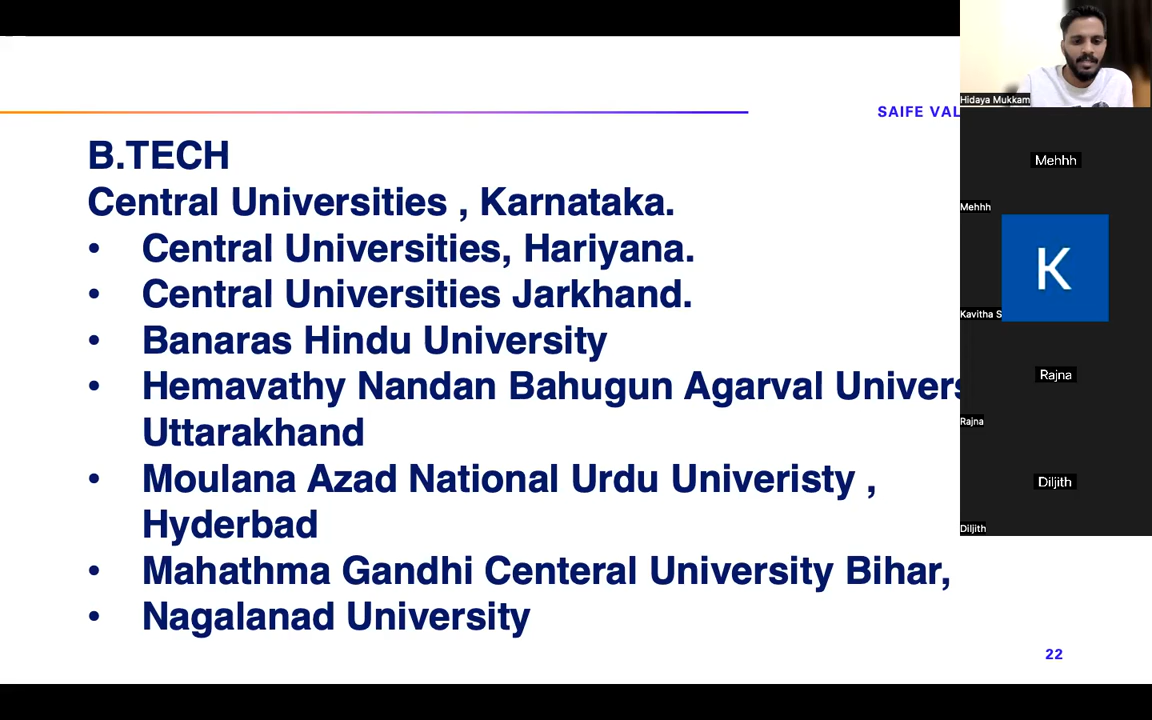 SAIFE VAL
B.TECH
Central Universities , Karnataka.
• Central Universities, Hariyana.
• Central Universities Jarkhand.
• Banaras Hindu University
• Hemavathy Nandan Bahugun Agarval Univers
Uttarakhand
• Moulana Azad National Urdu Univeristy ,
Hyderbad
• Mahathma Gandhi Centeral University Bihar,
• Nagalanad University
22
Hidaya Mukkam
Mehhh
Mehhh
K
Kavitha S
Rajna
Rajna
Diljith
Diljith